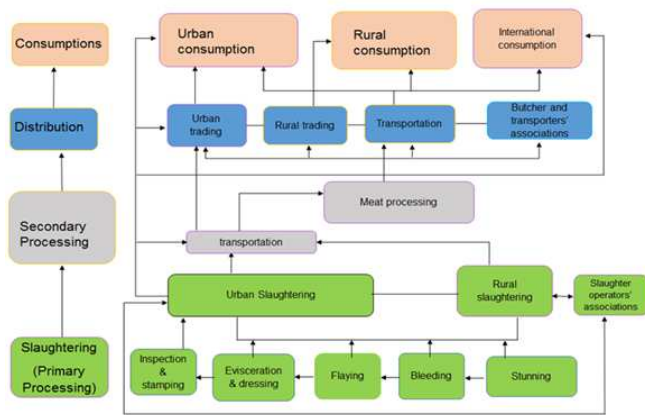 Consumptions
Urban
consumption
Rural
consumption
International
consumption
Distribution
Urban
trading
Rural trading
Transportation
Butcher and
transporters'
associations
Secondary
Processing
Meat processing
transportation
Slaughtering
(Primary
Processing)
Urban Slaughtering
Rural
slaughtering
Slaughter
operators'
associations
Inspection
&
stamping
Evisceration
& dressing
Flaying
Bleeding
Stunning